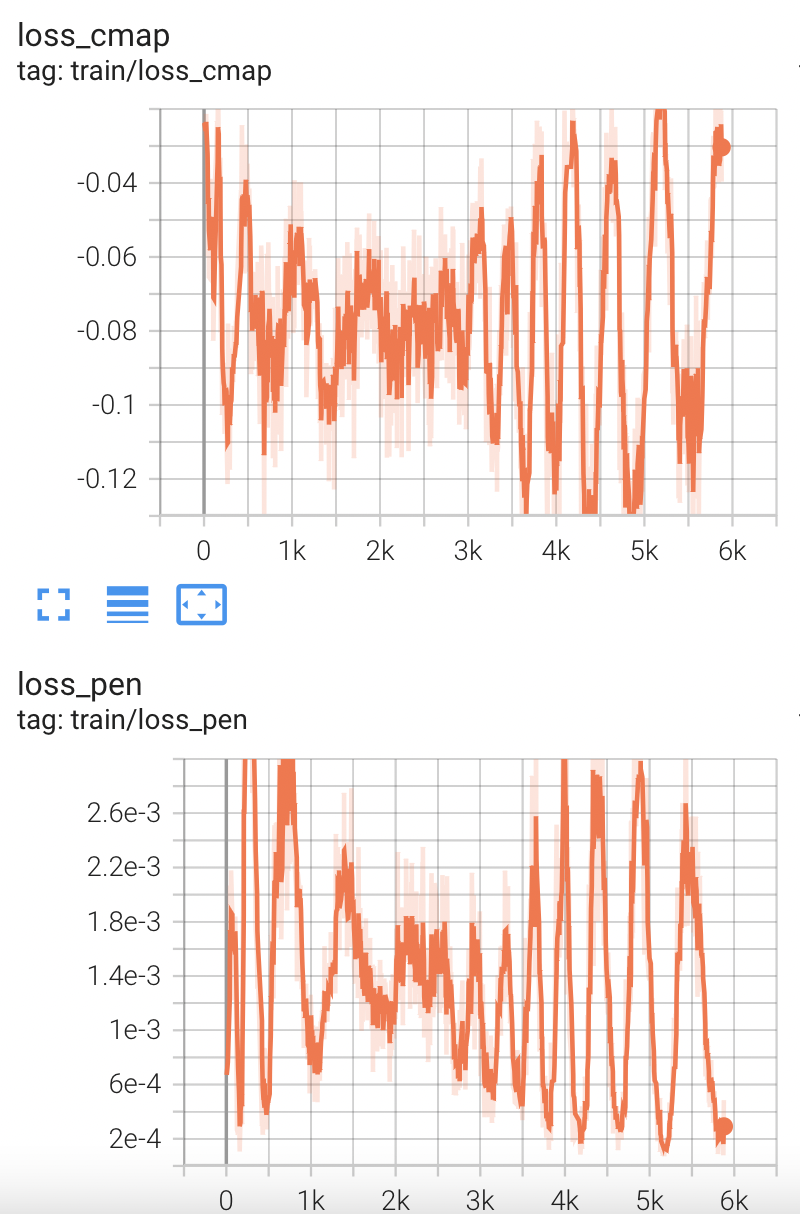 loss_cmap
tag: train/loss_cmap
-0.04
-0.06
-0.08
-0.1
-0.12
0 1k 2k 3k 4k 5k 6k
loss_pen
tag: train/loss_pen
2.6e-3
2.2e-3
1.8e-3
1.4e-3
1e-3
6e-4
2e-4
0 1k 2k 3k 4k 5k 6k